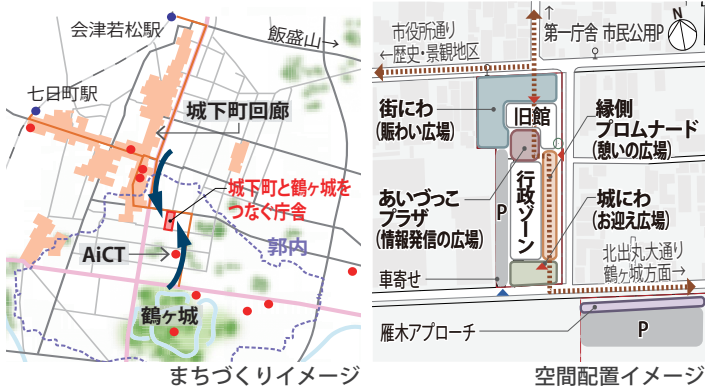 会津若松駅
飯盛山→
七日町駅
城下町回廊
城下町と鶴ヶ城を
つなぐ庁舎
AiCT
郭内
鶴ヶ城
まちづくりイメージ
市役所通り
←歴史・景観地区
第一庁舎 市民公用P
N
街にわ
(賑わい広場)
旧館
縁側
プロムナード
(憩いの広場)
あいづっこ
プラザ
(情報発信の広場)
P
行政ゾーン
城にわ
(お迎え広場)
北出丸大通り
鶴ヶ城方面→
車寄せ
雁木アプローチ
P
空間配置イメージ